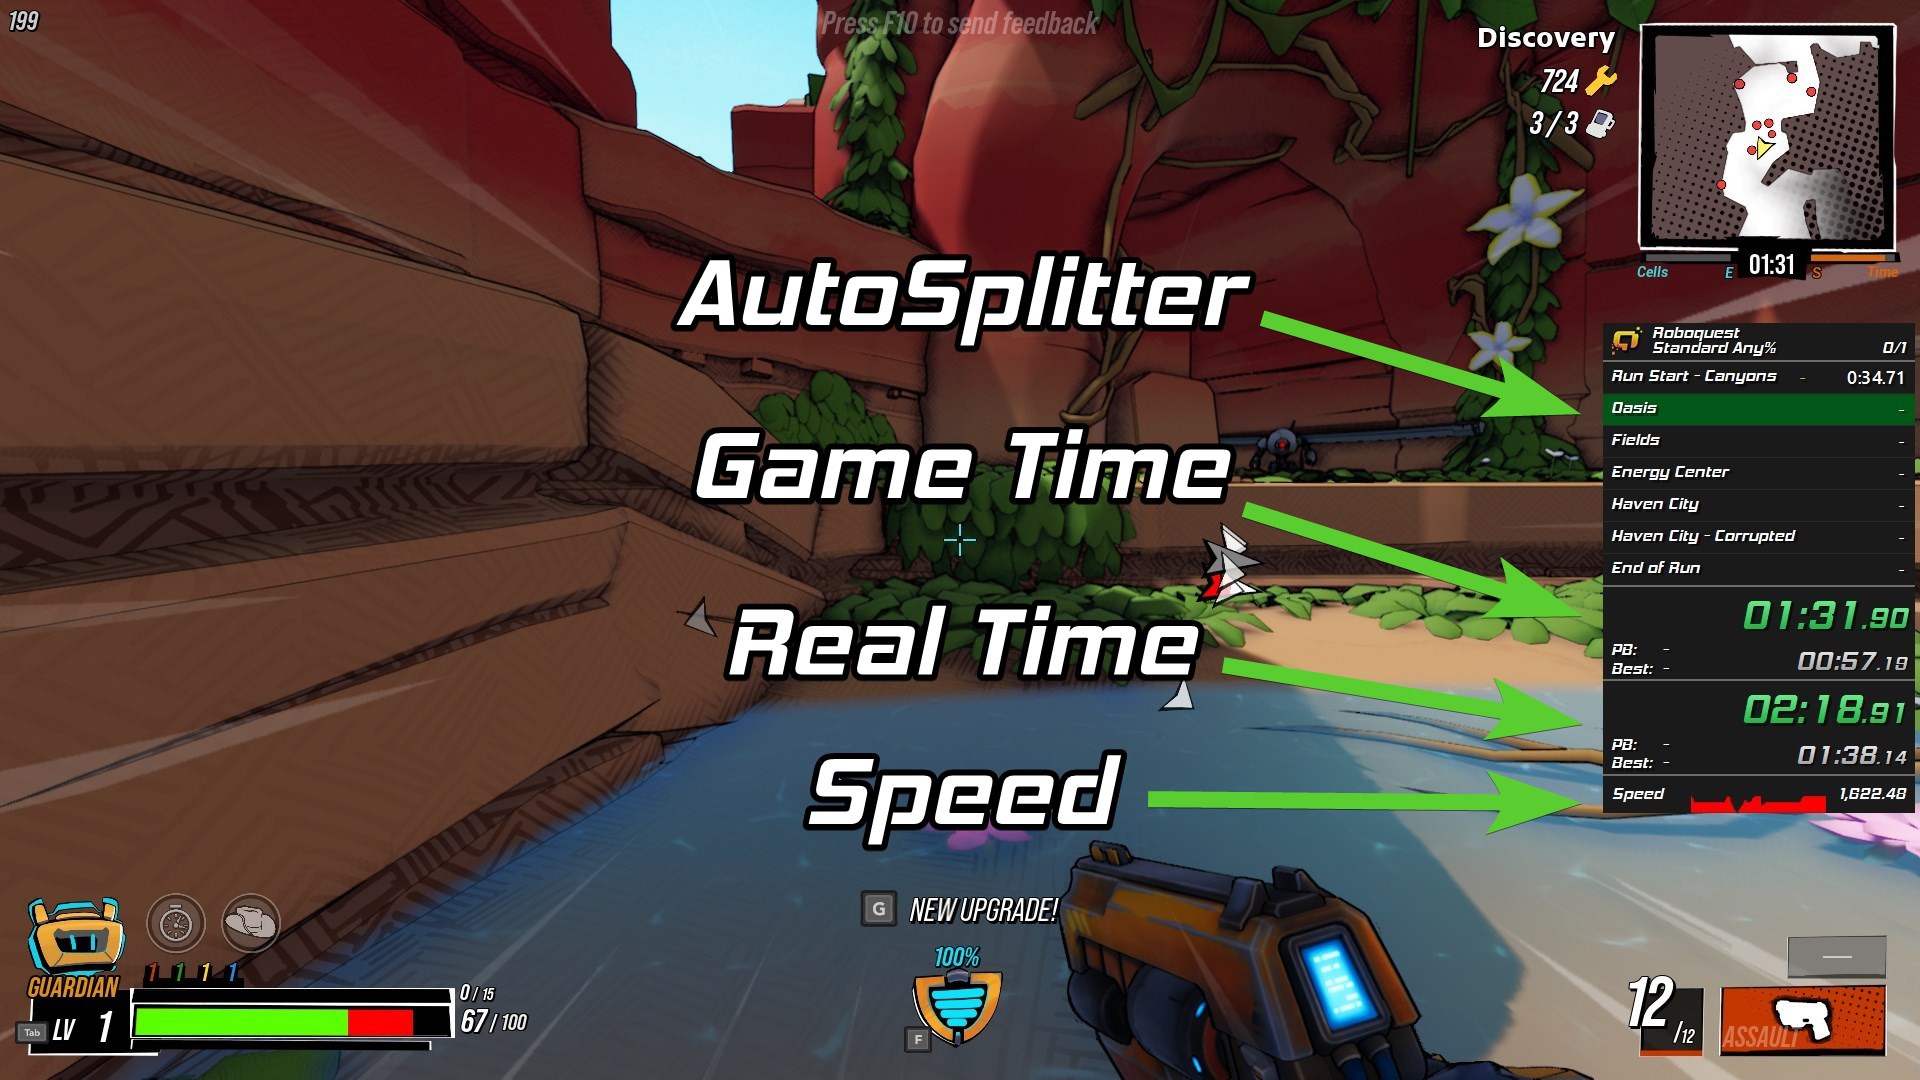 199
Press F10 to send feedback
Discovery
724
3/3
Cells E 01:31 S Time
AutoSplitter
Game Time
Real Time
Speed
Roboquest
Standard Any% 0/1
Run Start - Canyons - 0:34.71
Oasis -
Fields -
Energy Center -
Haven City -
Haven City - Corrupted -
End of Run -
01:31.90
PB: -
Best: - 00:57.19
02:18.91
PB: -
Best: - 01:38.14
Speed 1,622.48
G NEW UPGRADE!
100%
F
GUARDIAN
1 1 1 1
Tab LV 1
0/15
67/100
12/12
ASSAULT